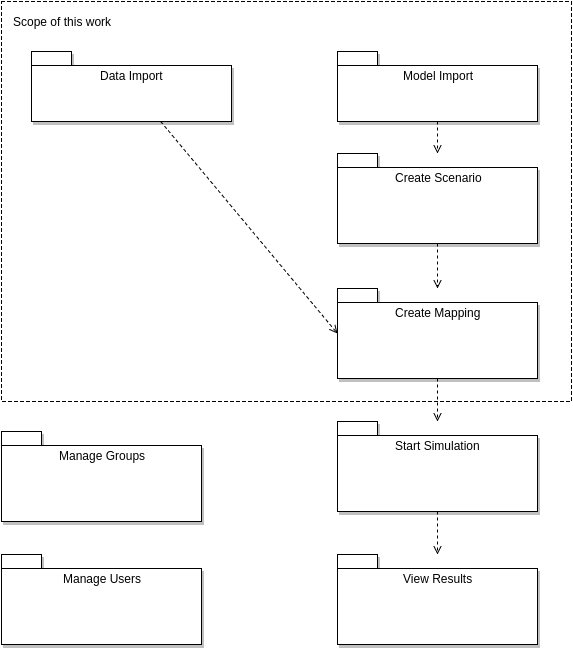 Scope of this work
Data Import
Model Import
Create Scenario
Create Mapping
Start Simulation
Manage Groups
View Results
Manage Users